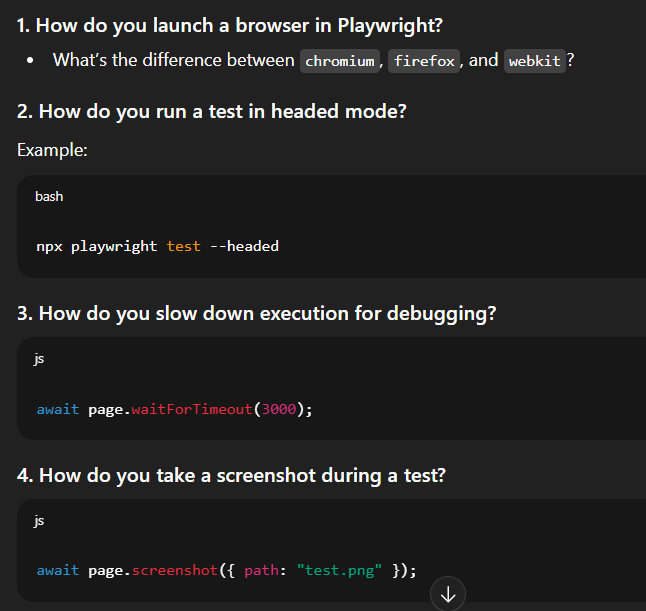 1. How do you launch a browser in Playwright?
• What's the difference between chromium, firefox, and webkit?
2. How do you run a test in headed mode?
Example:
bash
npx playwright test --headed
3. How do you slow down execution for debugging?
js
await page.waitForTimeout(3000);
4. How do you take a screenshot during a test?
js
await page.screenshot({ path: "test.png" });